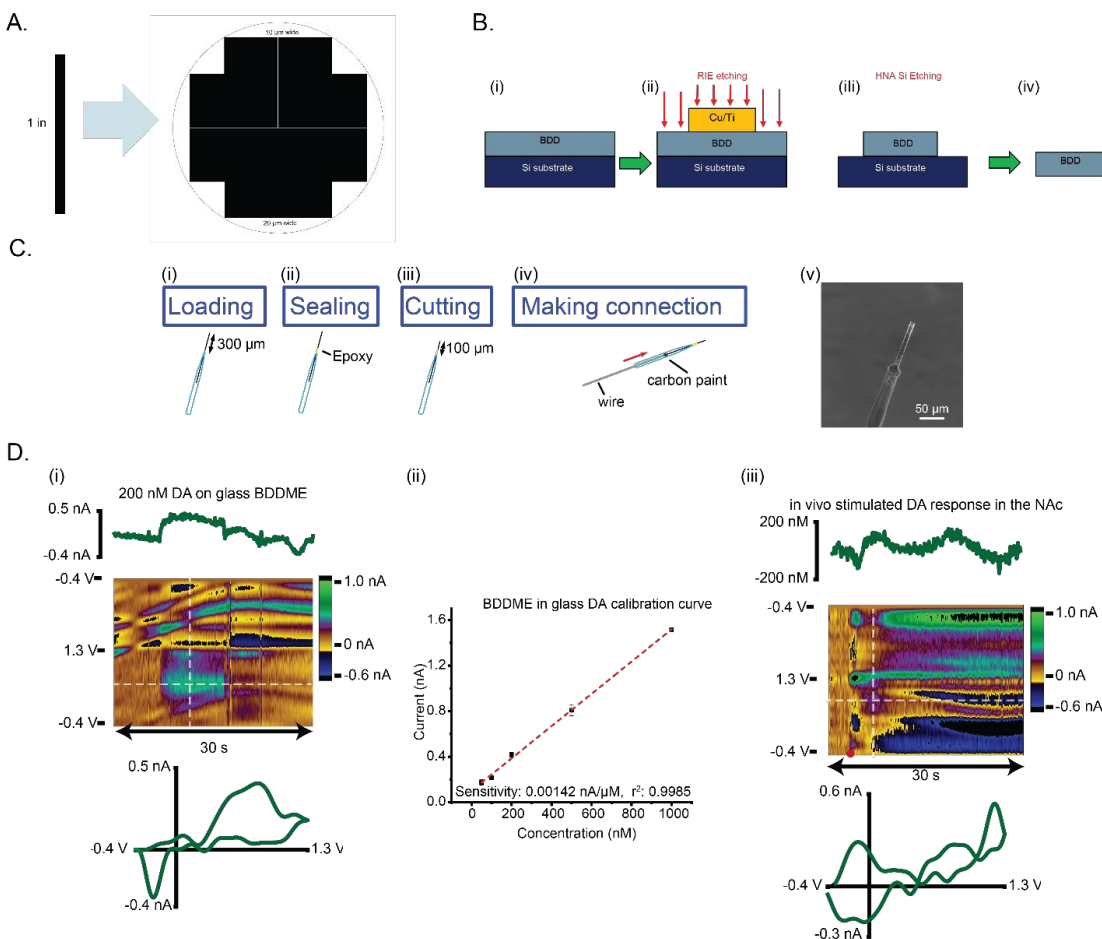 A.
1 in
10 µm wide
20 µm wide
B.
(i)
BDD
Si substrate
(ii)
RIE etching
Cu/Ti
BDD
Si substrate
(iii)
HNA Si Etching
BDD
Si substrate
(iv)
BDD
C.
(i)
Loading
300 µm
(ii)
Sealing
Epoxy
(iii)
Cutting
100 µm
(iv)
Making connection
carbon paint
wire
(v)
50 µm
D.
(i)
200 nM DA on glass BDDME
0.5 nA
-0.4 nA
-0.4 V
1.3 V
-0.4 V
1.0 nA
0 nA
-0.6 nA
30 s
0.5 nA
-0.4 V
1.3 V
-0.4 nA
(ii)
BDDME in glass DA calibration curve
Current (nA)
1.6
1.2
0.8
0.4
0.0
Sensitivity: 0.00142 nA/µM, r²: 0.9985
0 200 400 600 800 1000
Concentration (nM)
(iii)
in vivo stimulated DA response in the NAc
200 nM
-200 nM
-0.4 V
1.3 V
-0.4 V
1.0 nA
0 nA
-0.6 nA
30 s
0.6 nA
-0.4 V
1.3 V
-0.3 nA